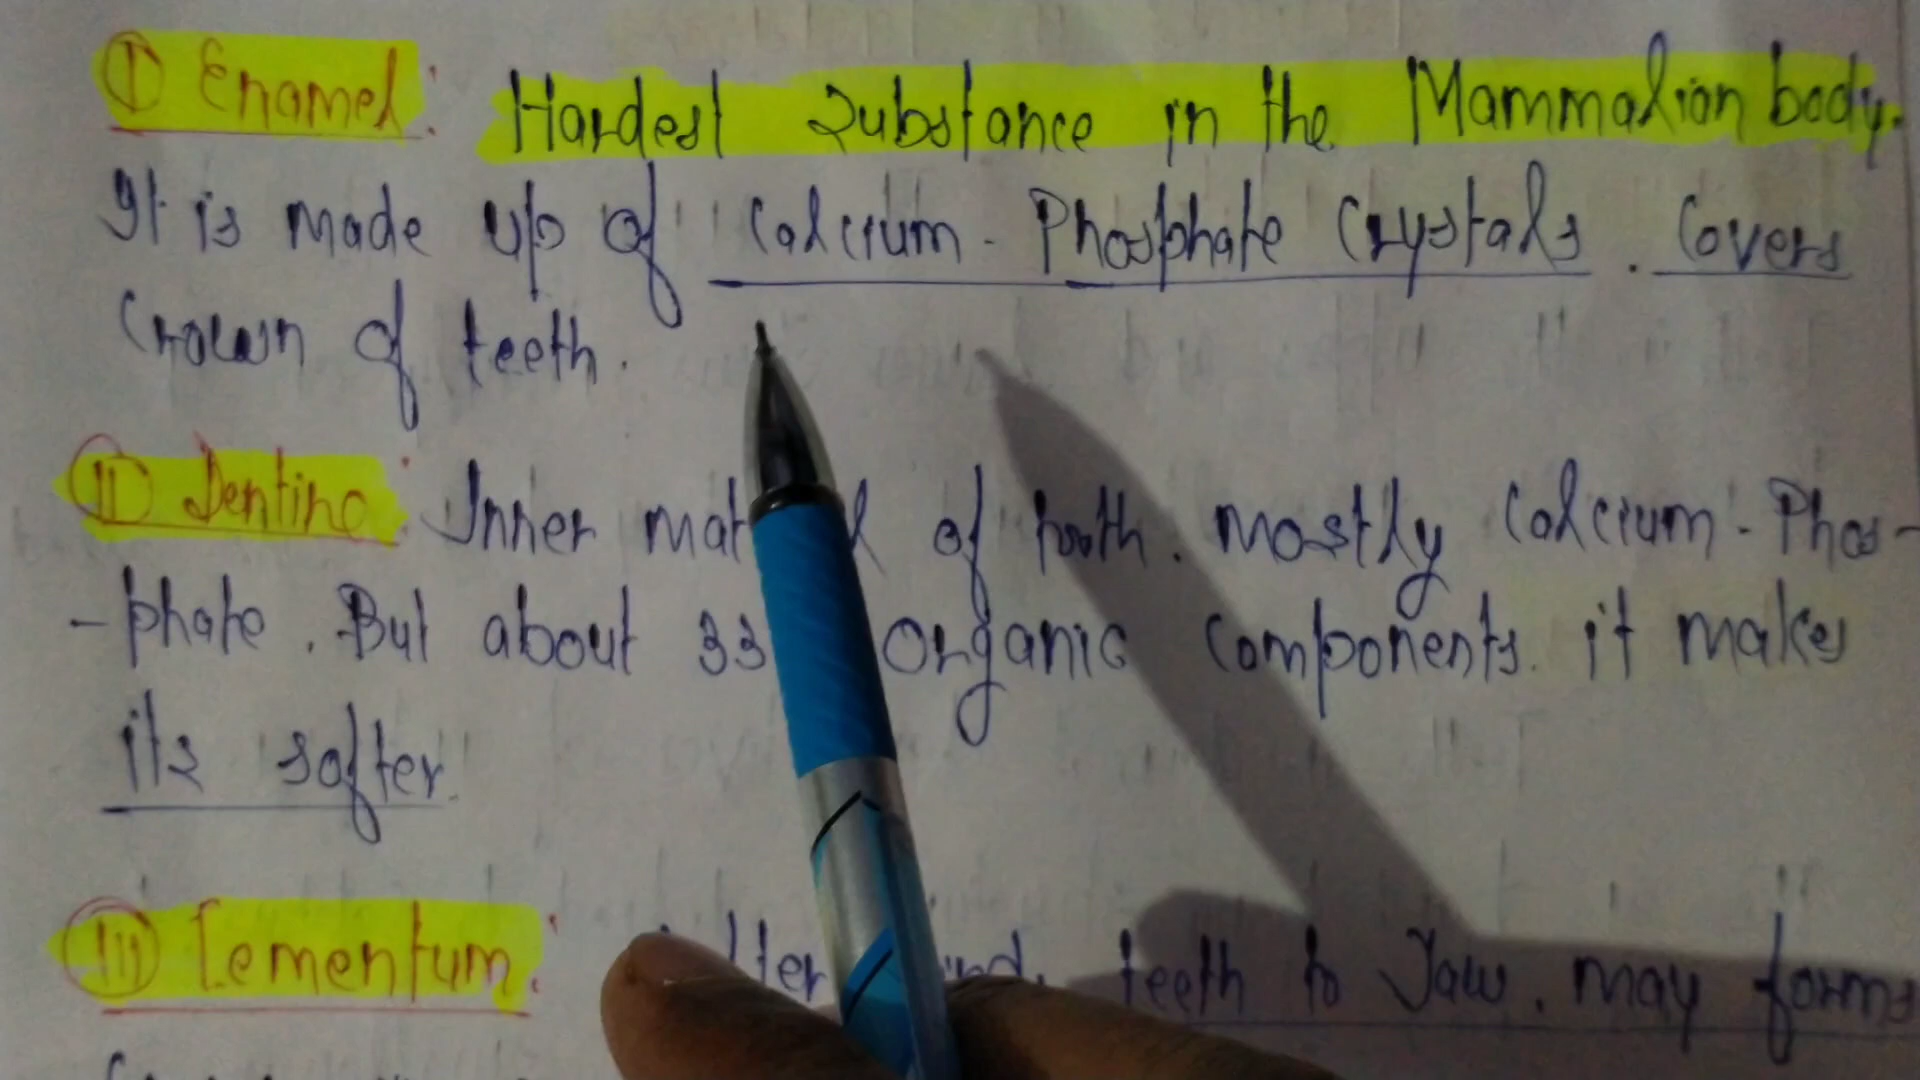 I Enamel: Hardest Substance in the Mammalian body.
It is made up of Calcium - Phosphate Crystals. Covers
Crown of teeth.
II Dentine: Inner of tooth. mostly Calcium - Phos-
-phate. But about 33 organic Components. it makes
its softer.
III Cementum: teeth to Jaw. may forms